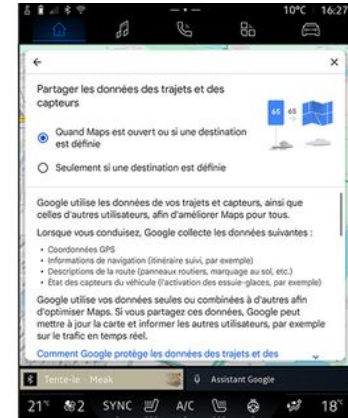 10°C 16:27
Partager les données des trajets et des
capteurs
65 65
Quand Maps est ouvert ou si une destination
est définie
Seulement si une destination est définie
Google utilise les données de vos trajets et capteurs, ainsi que
celles d'autres utilisateurs, afin d'améliorer Maps pour tous.
Lorsque vous conduisez, Google collecte les données suivantes :
• Coordonnées GPS
• Informations de navigation (itinéraire suivi, par exemple)
• Descriptions de la route (panneaux routiers, marquage au sol, etc.)
• État des capteurs du véhicule (l'activation des essuie-glaces, par exemple)
Google utilise vos données seules ou combinées à d'autres afin
d'optimiser Maps. Si vous partagez ces données, Google peut
mettre à jour la carte et informer les autres utilisateurs, par exemple
sur le trafic en temps réel.
Comment Google protège les données des trajets et des
Tente-le · Meak
Assistant Google
21° 2 SYNC A/C 18°